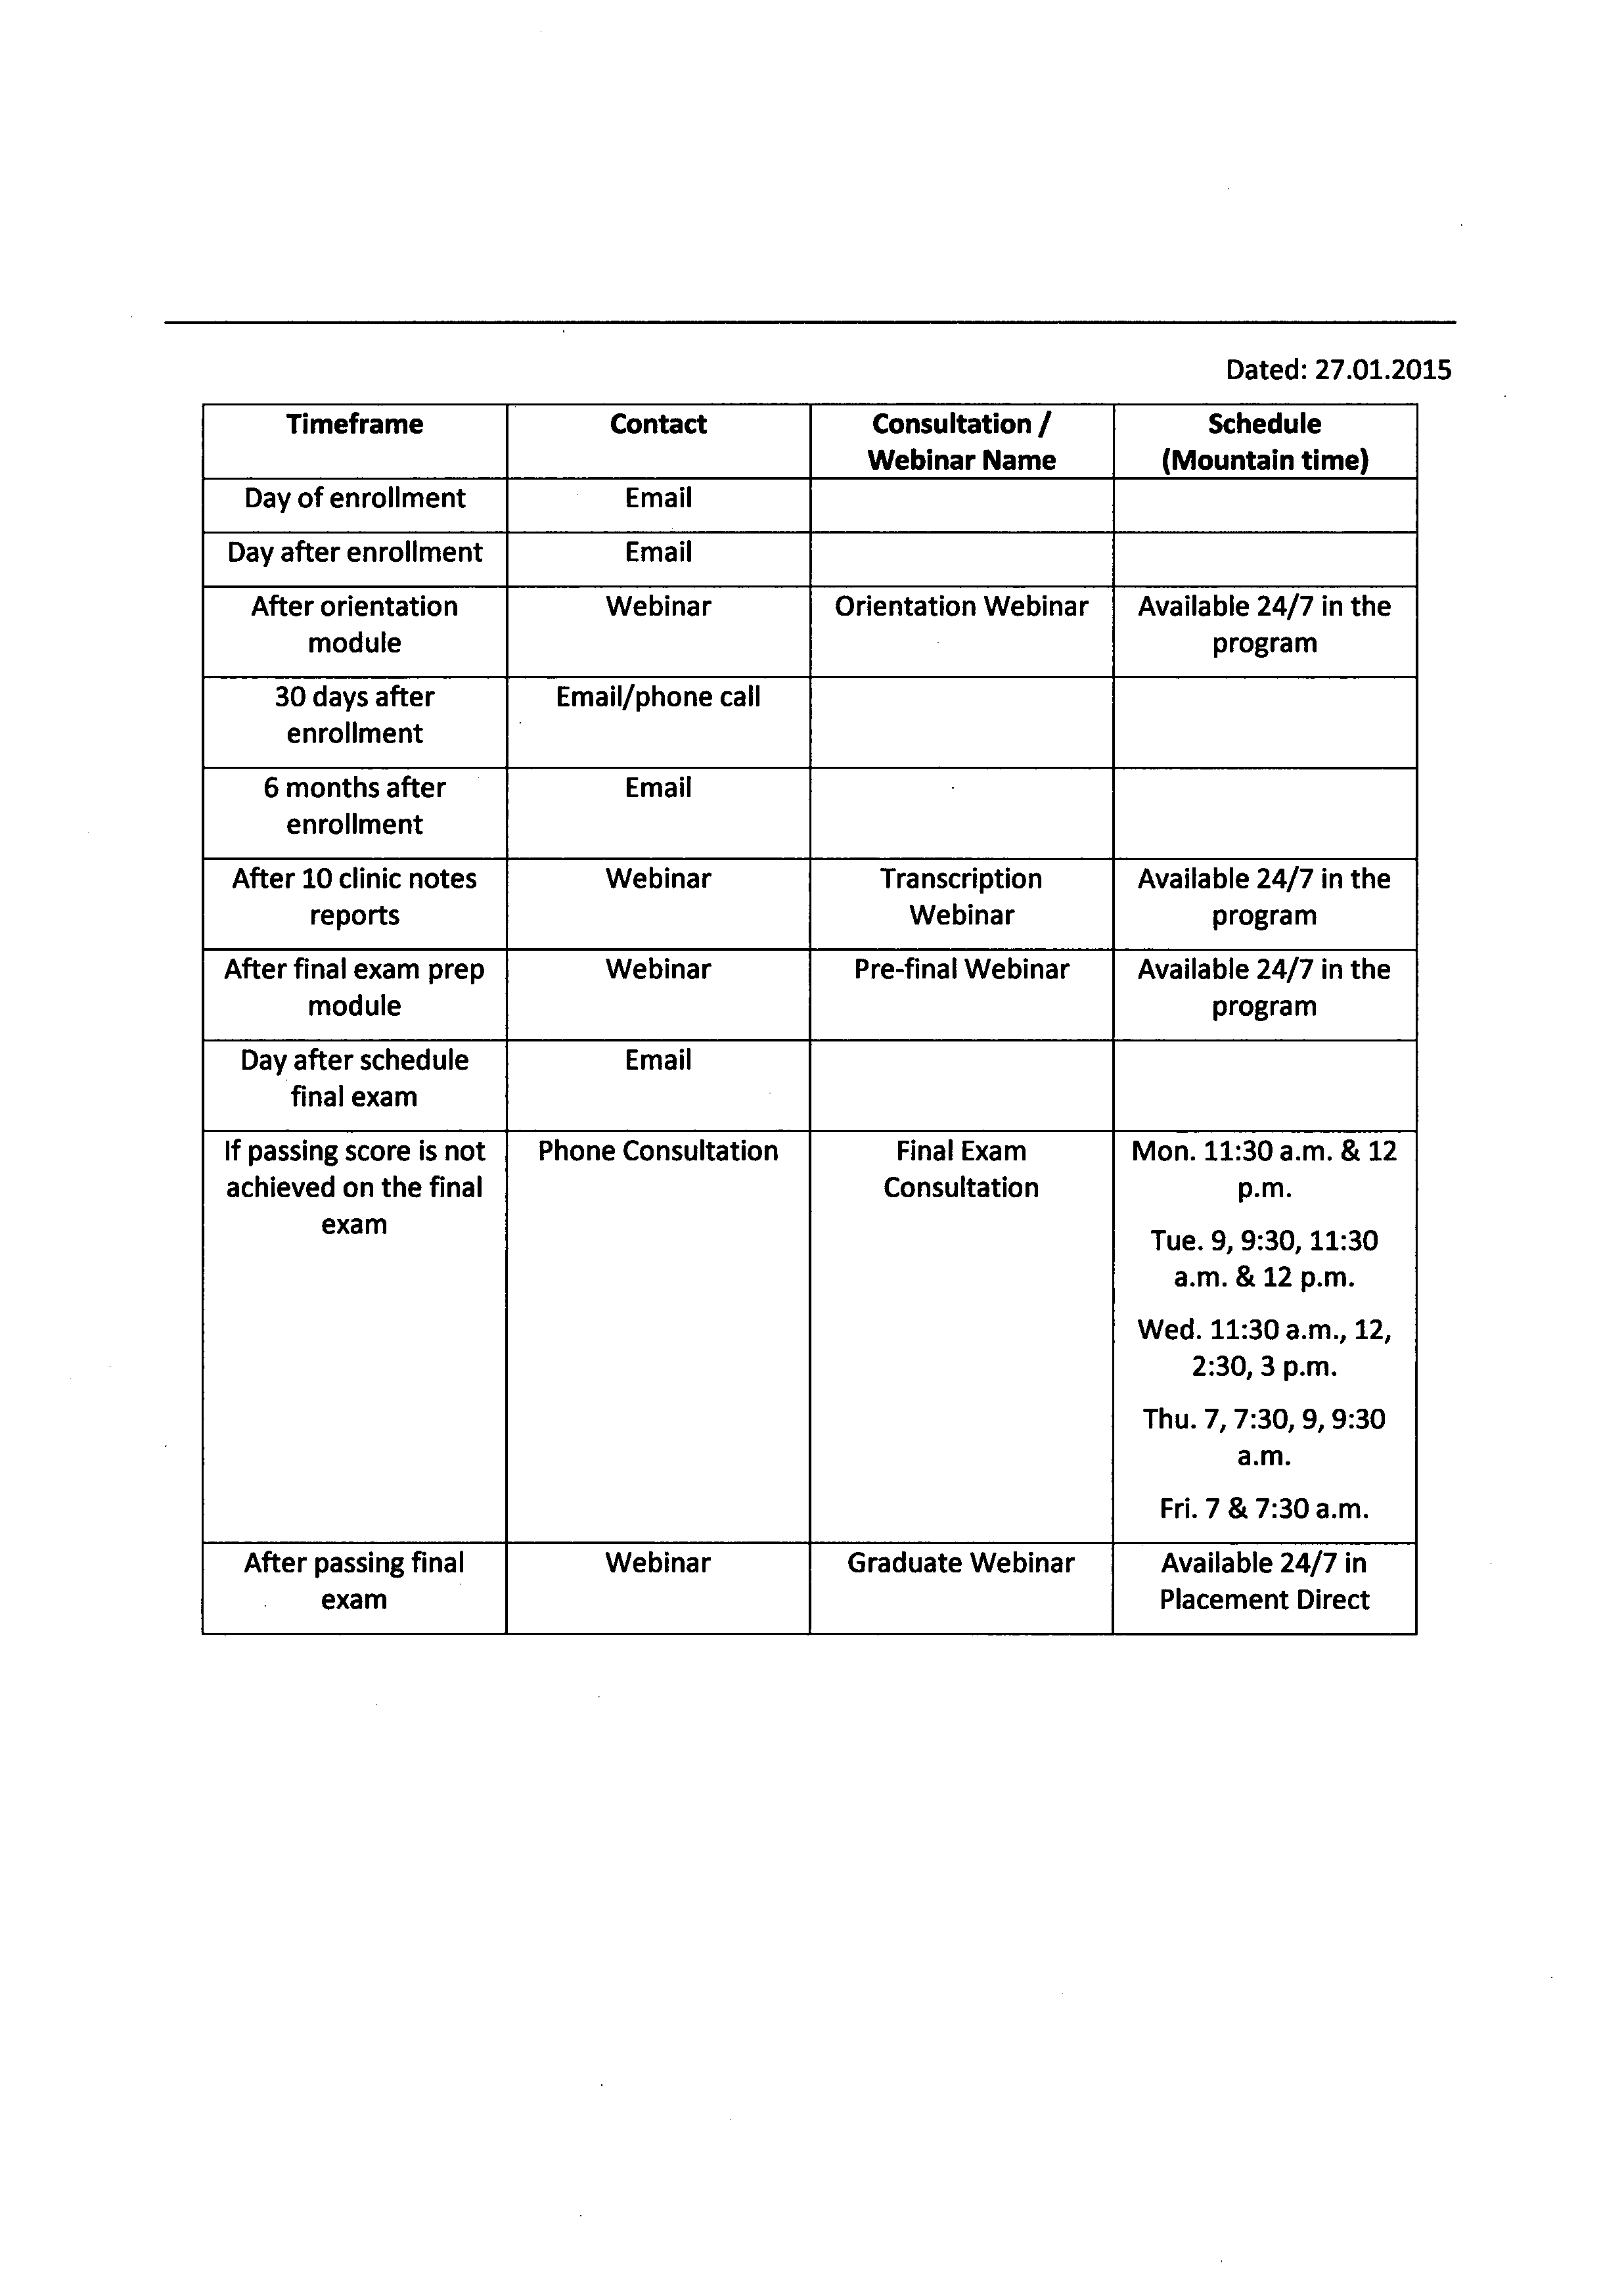 Dated: 27.01.2015
Timeframe Contact Consultation / Schedule
Webinar Name (Mountain time)
Day of enrollment Email
Day after enrollment Email
After orientation Webinar Orientation Webinar Available 24/7 in the
module program
30 days after Email/phone call
enrollment
6 months after Email
enrollment
After 10 clinic notes Webinar Transcription Available 24/7 in the
reports Webinar program
After final exam prep Webinar Pre-final Webinar Available 24/7 in the
module program
Day after schedule Email
final exam
If passing score is not Phone Consultation Final Exam Mon. 11:30 a.m. & 12
achieved on the final Consultation p.m.
exam
Tue. 9, 9:30, 11:30
a.m. & 12 p.m.
Wed. 11:30 a.m., 12,
2:30, 3 p.m.
Thu. 7, 7:30, 9, 9:30
a.m.
Fri. 7 & 7:30 a.m.
After passing final Webinar Graduate Webinar Available 24/7 in
exam Placement Direct